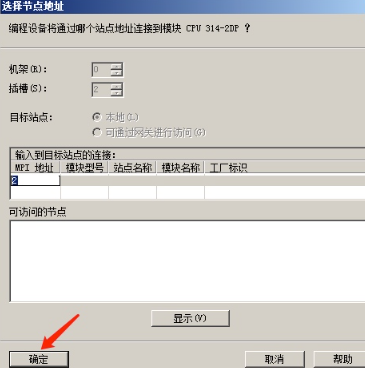 选择节点地址
编程设备将通过哪个站点地址连接到模块 CPU 314-2DP ?
机架(R): 0
插槽(S): 2
目标站点: 本地(L)
可通过网关进行访问(G)
输入到目标站点的连接:
MPI 地址 模块型号 站点名称 模块名称 工厂标识
2
可访问的节点
显示(V)
确定 取消 帮助